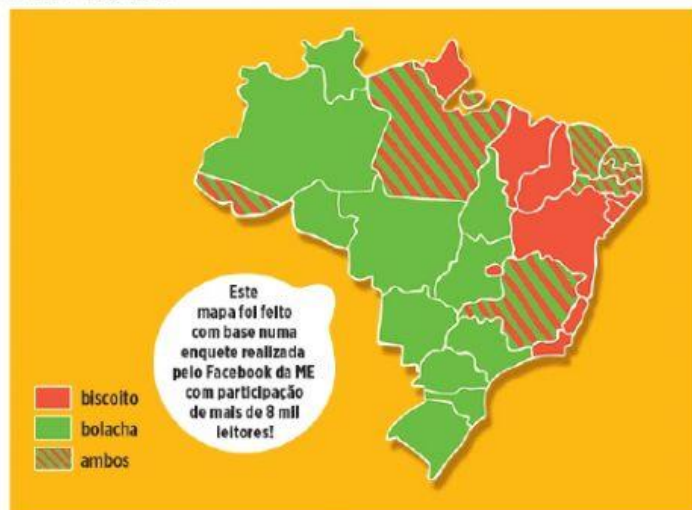 Este
mapa foi feito
com base numa
enquete realizada
pelo Facebook da ME
com participação
de mais de 8 mil
leitores!
biscoito
bolacha
ambos